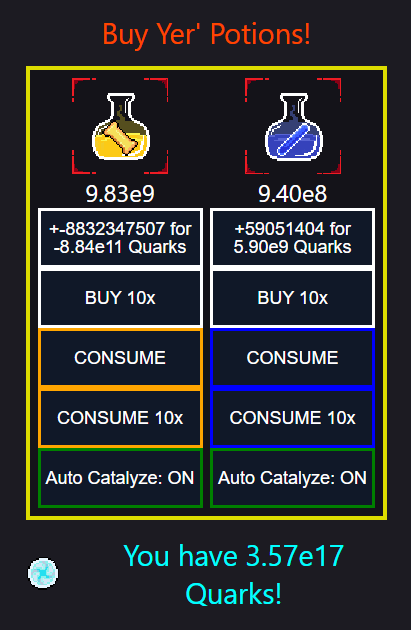 Buy Yer' Potions!
9.83e9
9.40e8
+-8832347507 for
-8.84e11 Quarks
+59051404 for
5.90e9 Quarks
BUY 10x
BUY 10x
CONSUME
CONSUME
CONSUME 10x
CONSUME 10x
Auto Catalyze: ON
Auto Catalyze: ON
You have 3.57e17
Quarks!